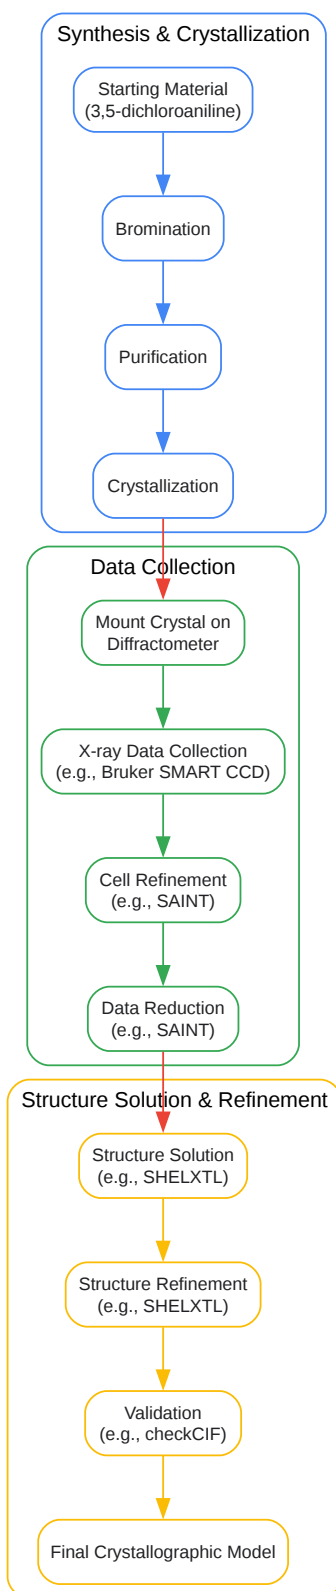 Synthesis & Crystallization
Starting Material
(3,5-dichloroaniline)
Bromination
Purification
Crystallization
Data Collection
Mount Crystal on
Diffractometer
X-ray Data Collection
(e.g., Bruker SMART CCD)
Cell Refinement
(e.g., SAINT)
Data Reduction
(e.g., SAINT)
Structure Solution & Refinement
Structure Solution
(e.g., SHELXTL)
Structure Refinement
(e.g., SHELXTL)
Validation
(e.g., checkCIF)
Final Crystallographic Model